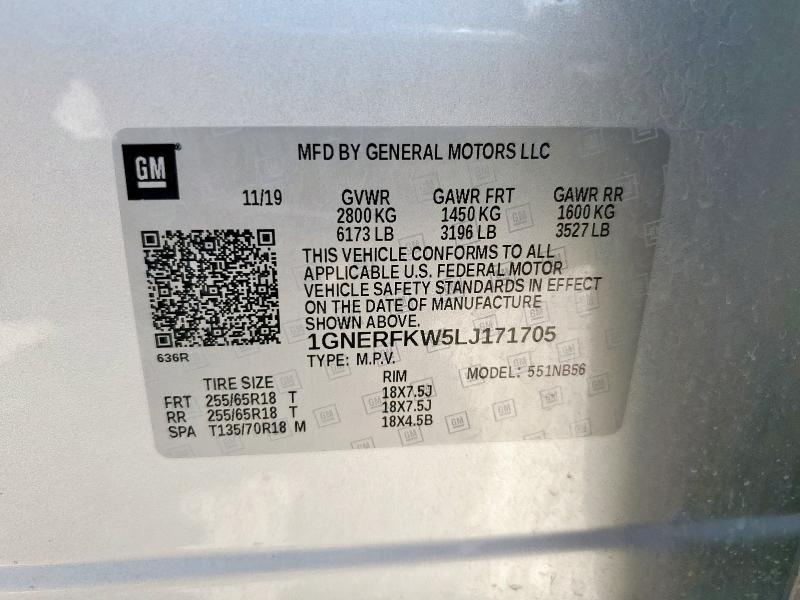 GM
MFD BY GENERAL MOTORS LLC
11/19 GVWR GAWR FRT GAWR RR
2800 KG 1450 KG 1600 KG
6173 LB 3196 LB 3527 LB
THIS VEHICLE CONFORMS TO ALL
APPLICABLE U.S. FEDERAL MOTOR
VEHICLE SAFETY STANDARDS IN EFFECT
ON THE DATE OF MANUFACTURE
SHOWN ABOVE.
636R
1GNERFKW5LJ171705
TYPE: M.P.V. MODEL: 551NB56
TIRE SIZE RIM
FRT 255/65R18 T 18X7.5J
RR 255/65R18 T 18X7.5J
SPA T135/70R18 M 18X4.5B